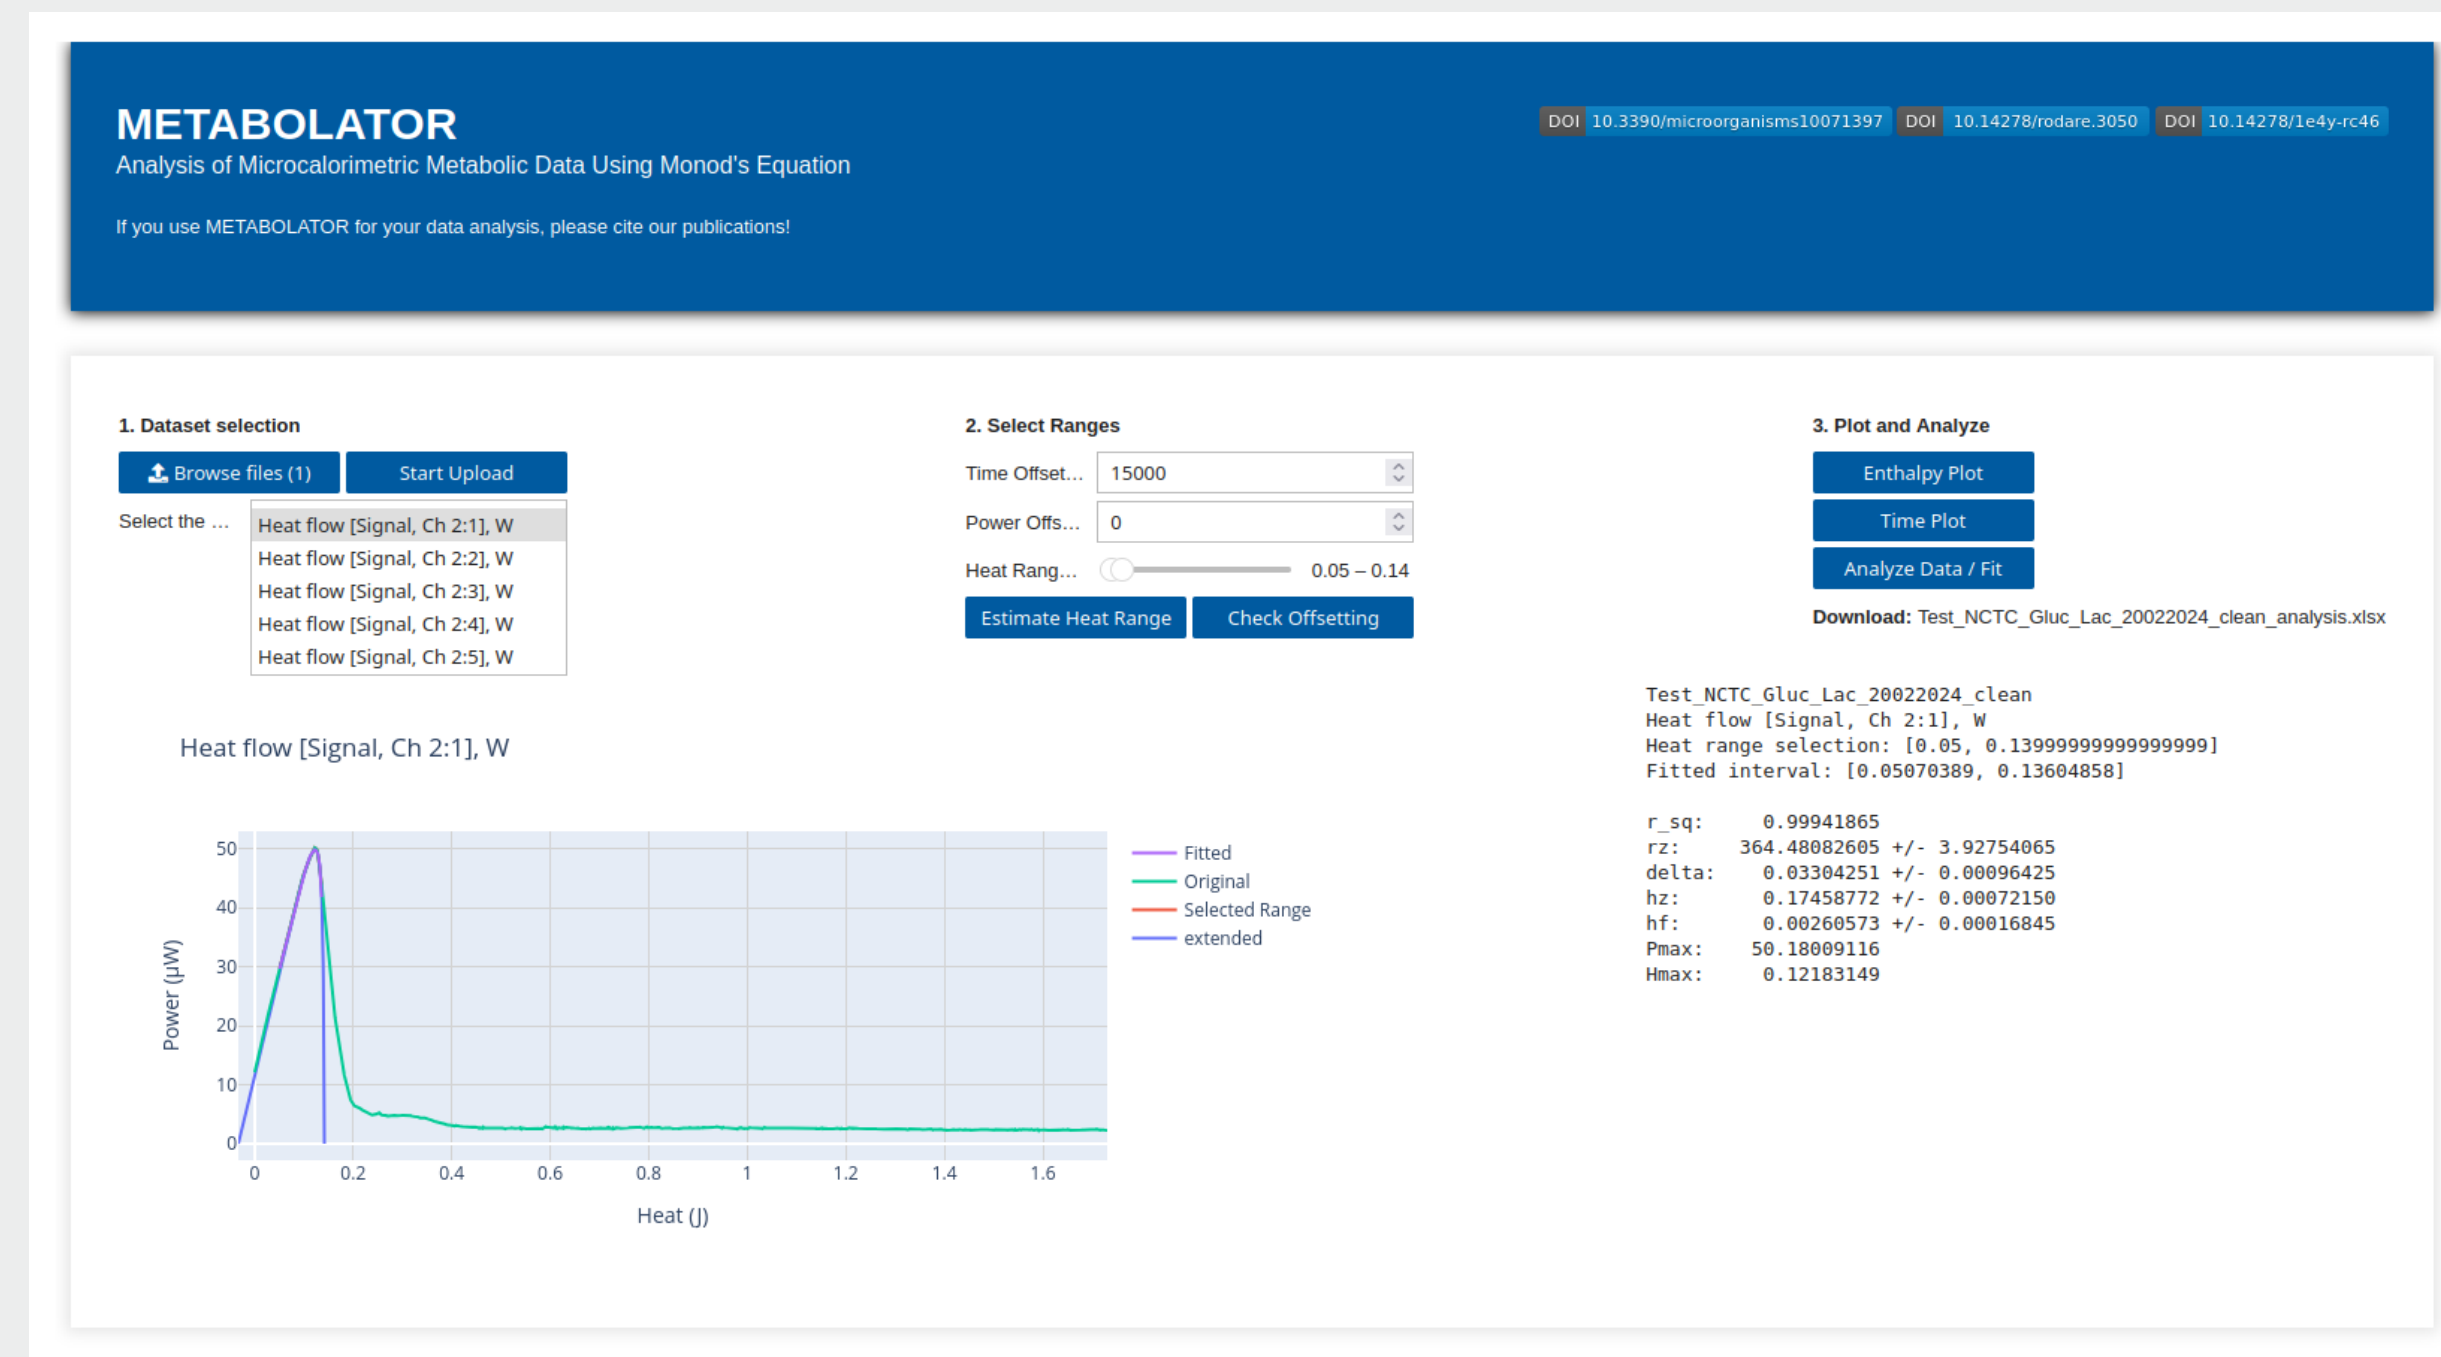 METABOLATOR
Analysis of Microcalorimetric Metabolic Data Using Monod's Equation
If you use METABOLATOR for your data analysis, please cite our publications!
DOI 10.3390/microorganisms10071397 DOI 10.14278/rodare.3050 DOI 10.14278/1e4y-rc46
1. Dataset selection
Browse files (1) Start Upload
Select the ...
Heat flow [Signal, Ch 2:1], W
Heat flow [Signal, Ch 2:2], W
Heat flow [Signal, Ch 2:3], W
Heat flow [Signal, Ch 2:4], W
Heat flow [Signal, Ch 2:5], W
2. Select Ranges
Time Offset... 15000
Power Offs... 0
Heat Rang... 0.05 – 0.14
Estimate Heat Range Check Offsetting
3. Plot and Analyze
Enthalpy Plot
Time Plot
Analyze Data / Fit
Download: Test_NCTC_Gluc_Lac_20022024_clean_analysis.xlsx
Heat flow [Signal, Ch 2:1], W
50
40
30
20
10
0
Power (μW)
0 0.2 0.4 0.6 0.8 1 1.2 1.4 1.6
Heat (J)
Fitted
Original
Selected Range
extended
Test_NCTC_Gluc_Lac_20022024_clean
Heat flow [Signal, Ch 2:1], W
Heat range selection: [0.05, 0.13999999999999999]
Fitted interval: [0.05070389, 0.13604858]
r_sq: 0.99941865
rz: 364.48082605 +/- 3.92754065
delta: 0.03304251 +/- 0.00096425
hz: 0.17458772 +/- 0.00072150
hf: 0.00260573 +/- 0.00016845
Pmax: 50.18009116
Hmax: 0.12183149